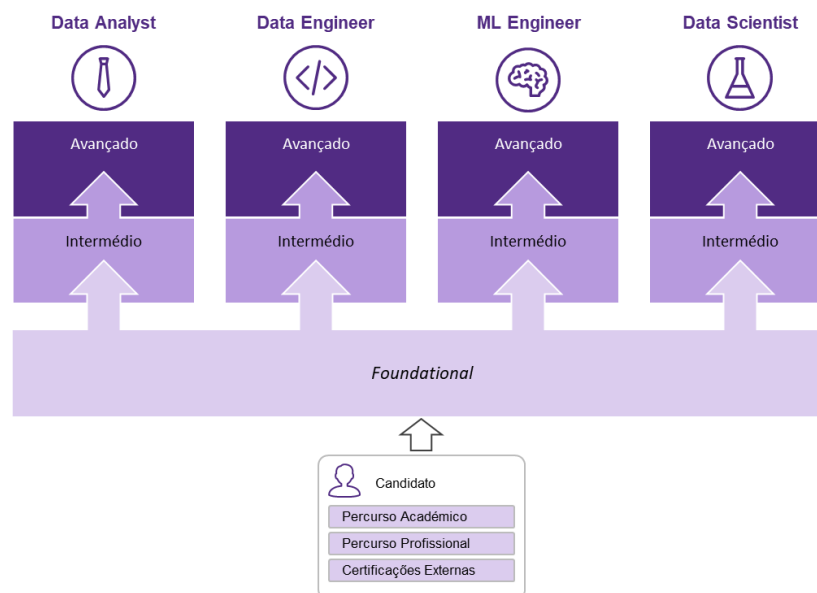 Data Analyst
Data Engineer
ML Engineer
Data Scientist
Avançado
Avançado
Avançado
Avançado
Intermédio
Intermédio
Intermédio
Intermédio
Foundational
Candidato
Percurso Académico
Percurso Profissional
Certificações Externas